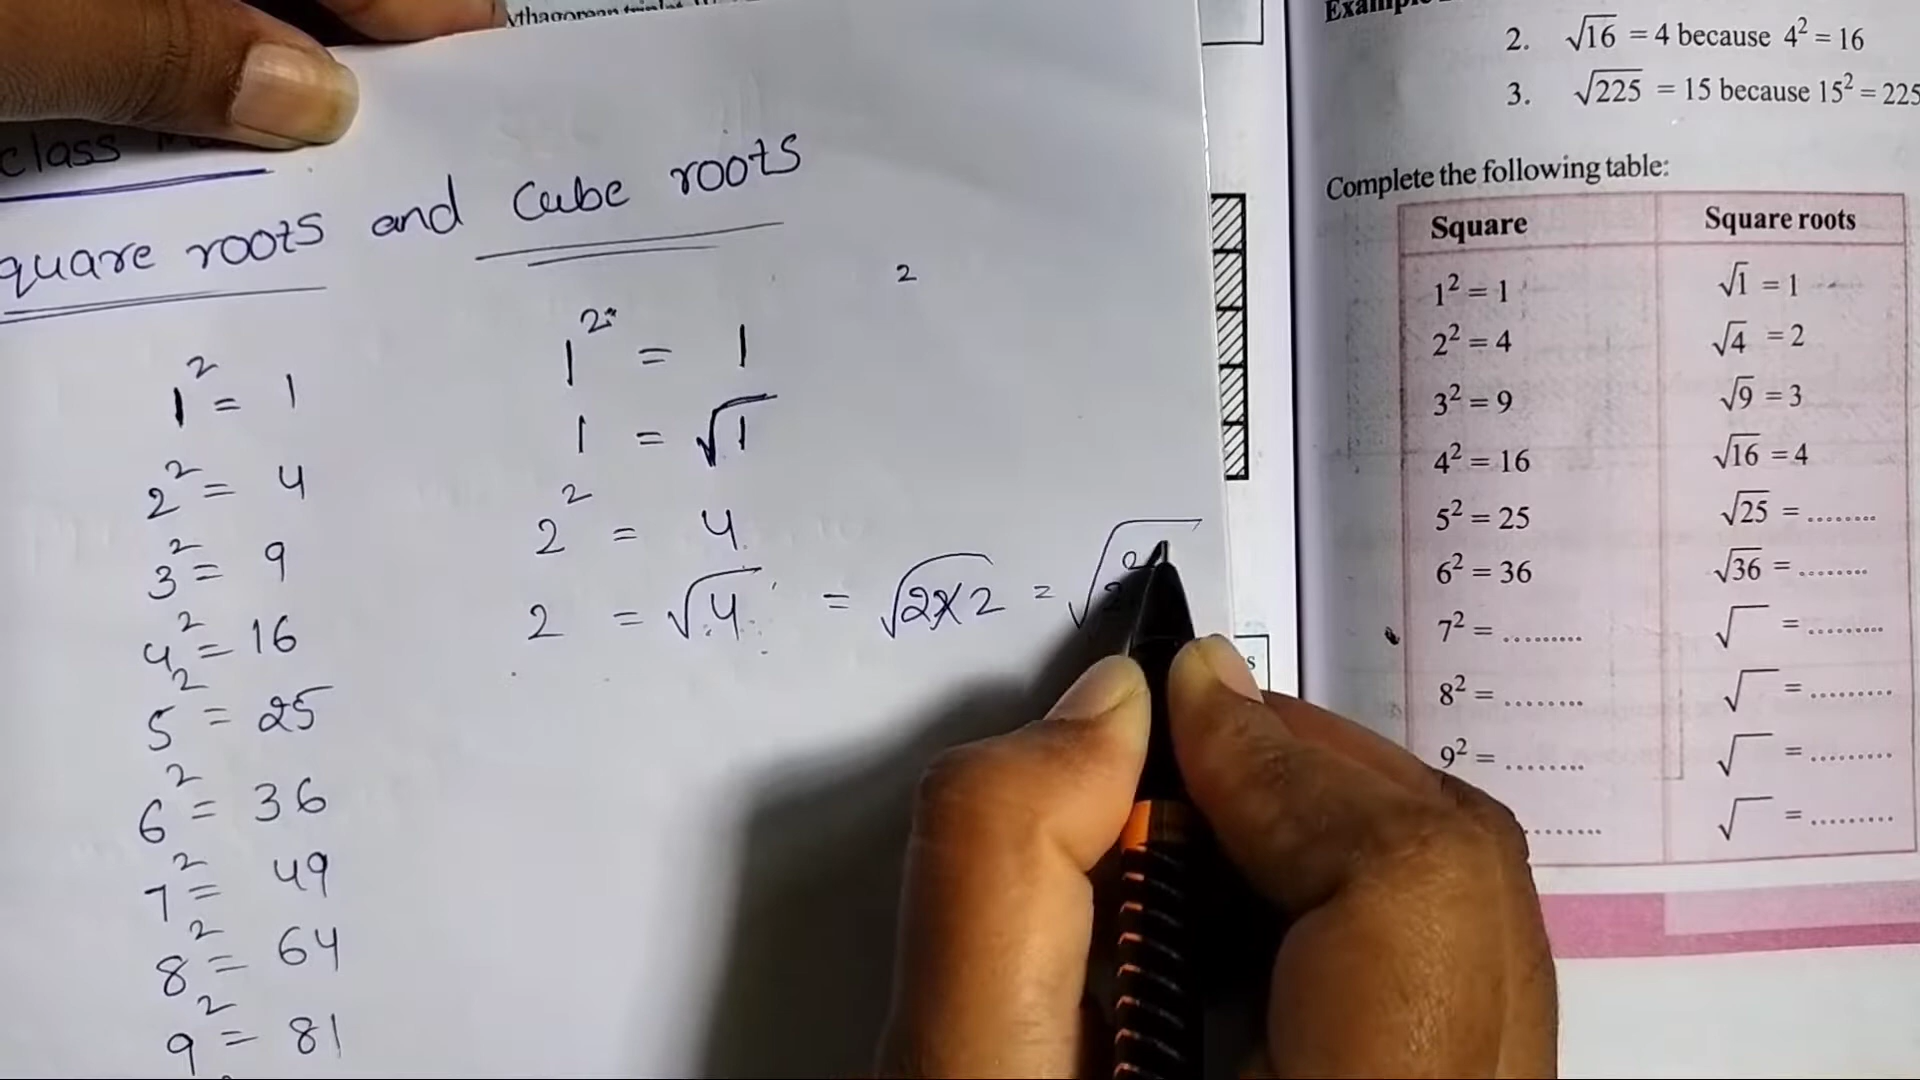 class
quare roots and Cube roots
1² = 1
2² = 4
3² = 9
4² = 16
5² = 25
6² = 36
7² = 49
8² = 64
9² = 81
1² = 1
1 = √1
2² = 4
2 = √4 = √2×2 = √2²
2
2. √16 = 4 because 4² = 16
3. √225 = 15 because 15² = 225
Complete the following table:
Square Square roots
1² = 1 √1 = 1
2² = 4 √4 = 2
3² = 9 √9 = 3
4² = 16 √16 = 4
5² = 25 √25 = ........
6² = 36 √36 = ........
7² = ........ √ = ........
8² = ........ √ = ........
9² = ........ √ = ........
........ √ = ........